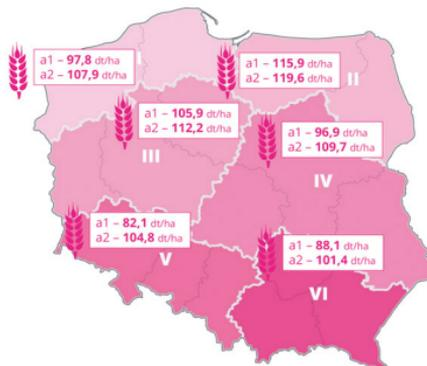 I
a1 – 97,8 dt/ha
a2 – 107,9 dt/ha
a1 – 115,9 dt/ha
a2 – 119,6 dt/ha
II
a1 – 105,9 dt/ha
a2 – 112,2 dt/ha
III
a1 – 96,9 dt/ha
a2 – 109,7 dt/ha
IV
a1 – 82,1 dt/ha
a2 – 104,8 dt/ha
V
a1 – 88,1 dt/ha
a2 – 101,4 dt/ha
VI